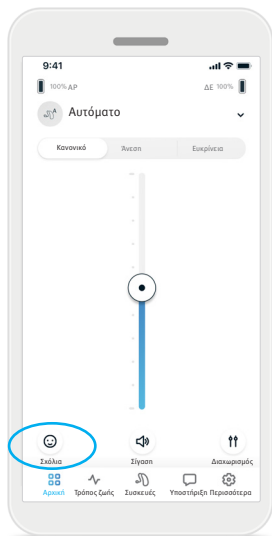 9:41
100% ΑΡ ΔΕ 100%
Αυτόματο
Κανονικό Άνεση Ευκρίνεια
Σχόλια Σίγαση Διαχωρισμός
Αρχική Τρόπος ζωής Συσκευές Υποστήριξη Περισσότερα